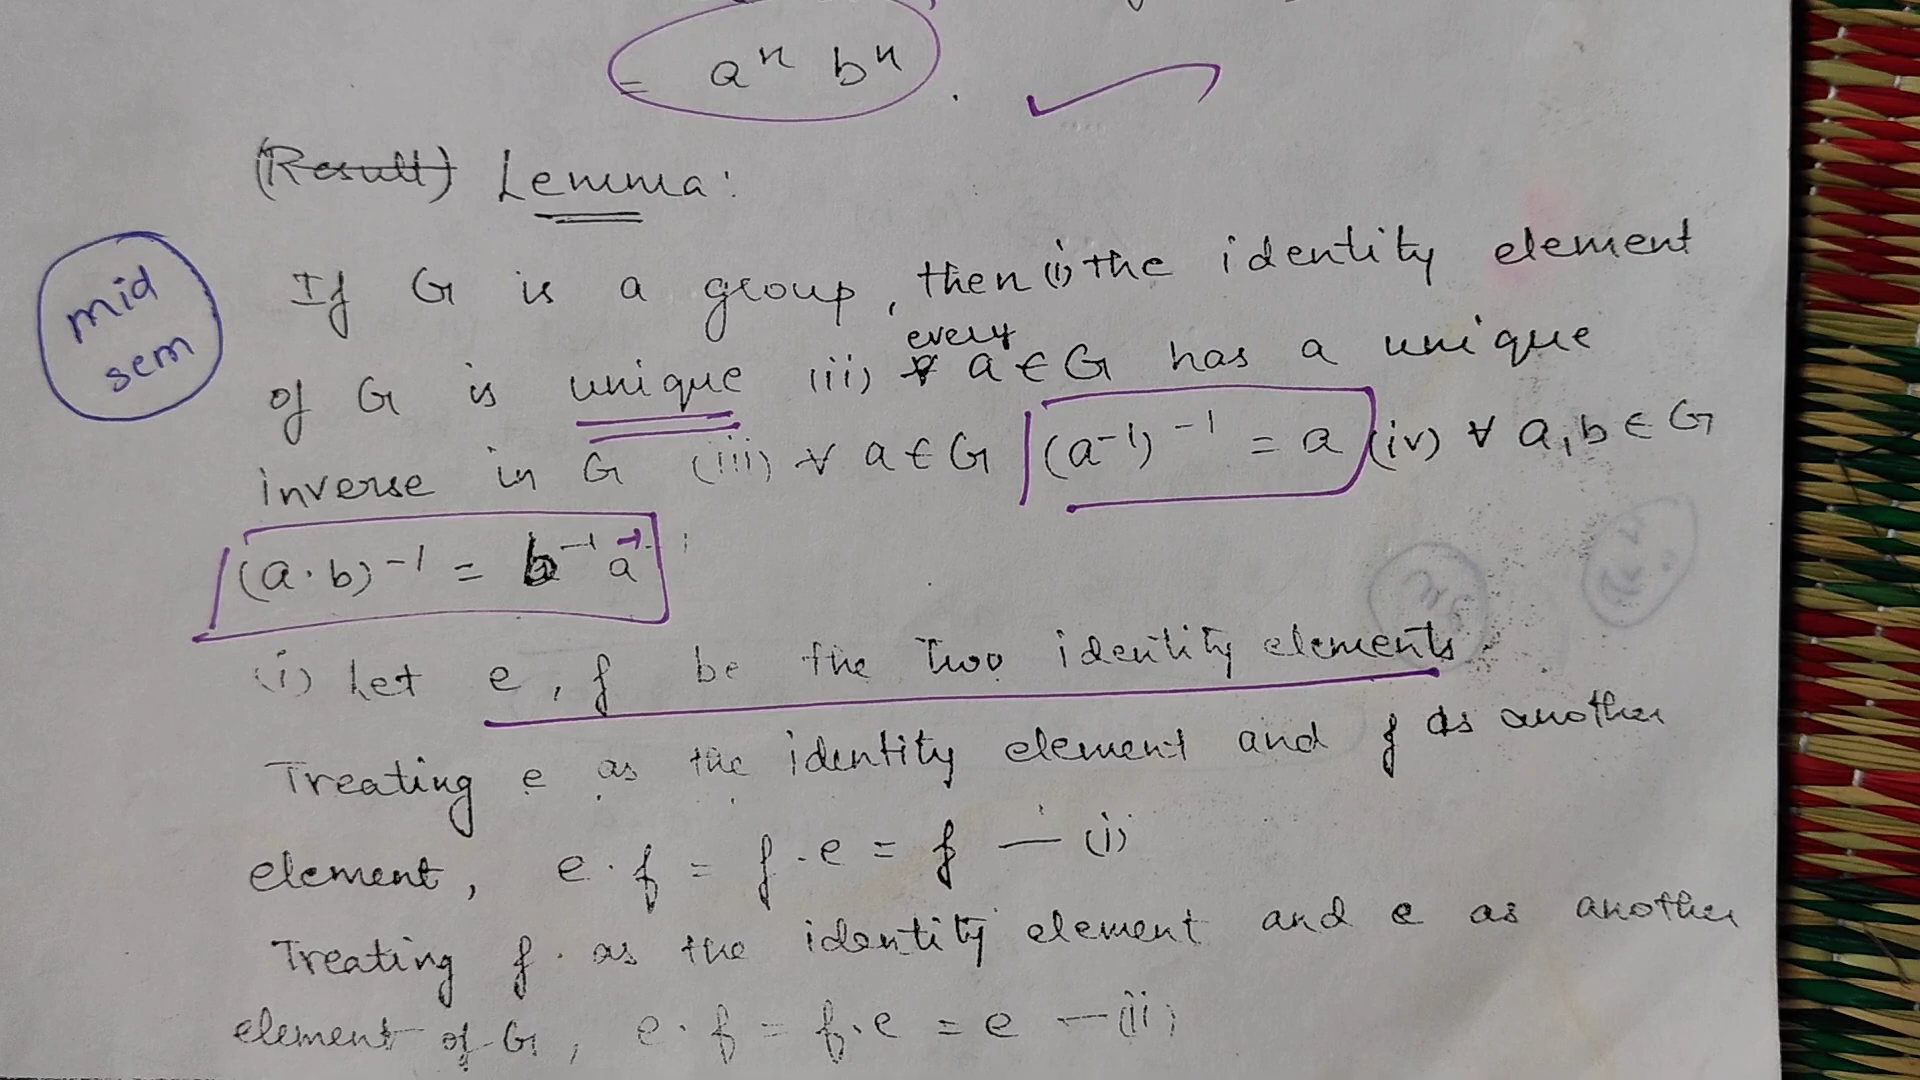 = aⁿ bⁿ.
(Result) Lemma:
mid
sem
If G is a group, then (i) the identity element
every
of G is unique (ii) ∀ a ∈ G has a unique
inverse in G (iii) ∀ a ∈ G (a⁻¹)⁻¹ = a (iv) ∀ a, b ∈ G
(a·b)⁻¹ = b⁻¹ a⁻¹
(i) Let e, f be the two identity elements
Treating e as the identity element and f as another
element, e·f = f·e = f — (i)
Treating f as the identity element and e as another
element of G, e·f = f·e = e — (ii)